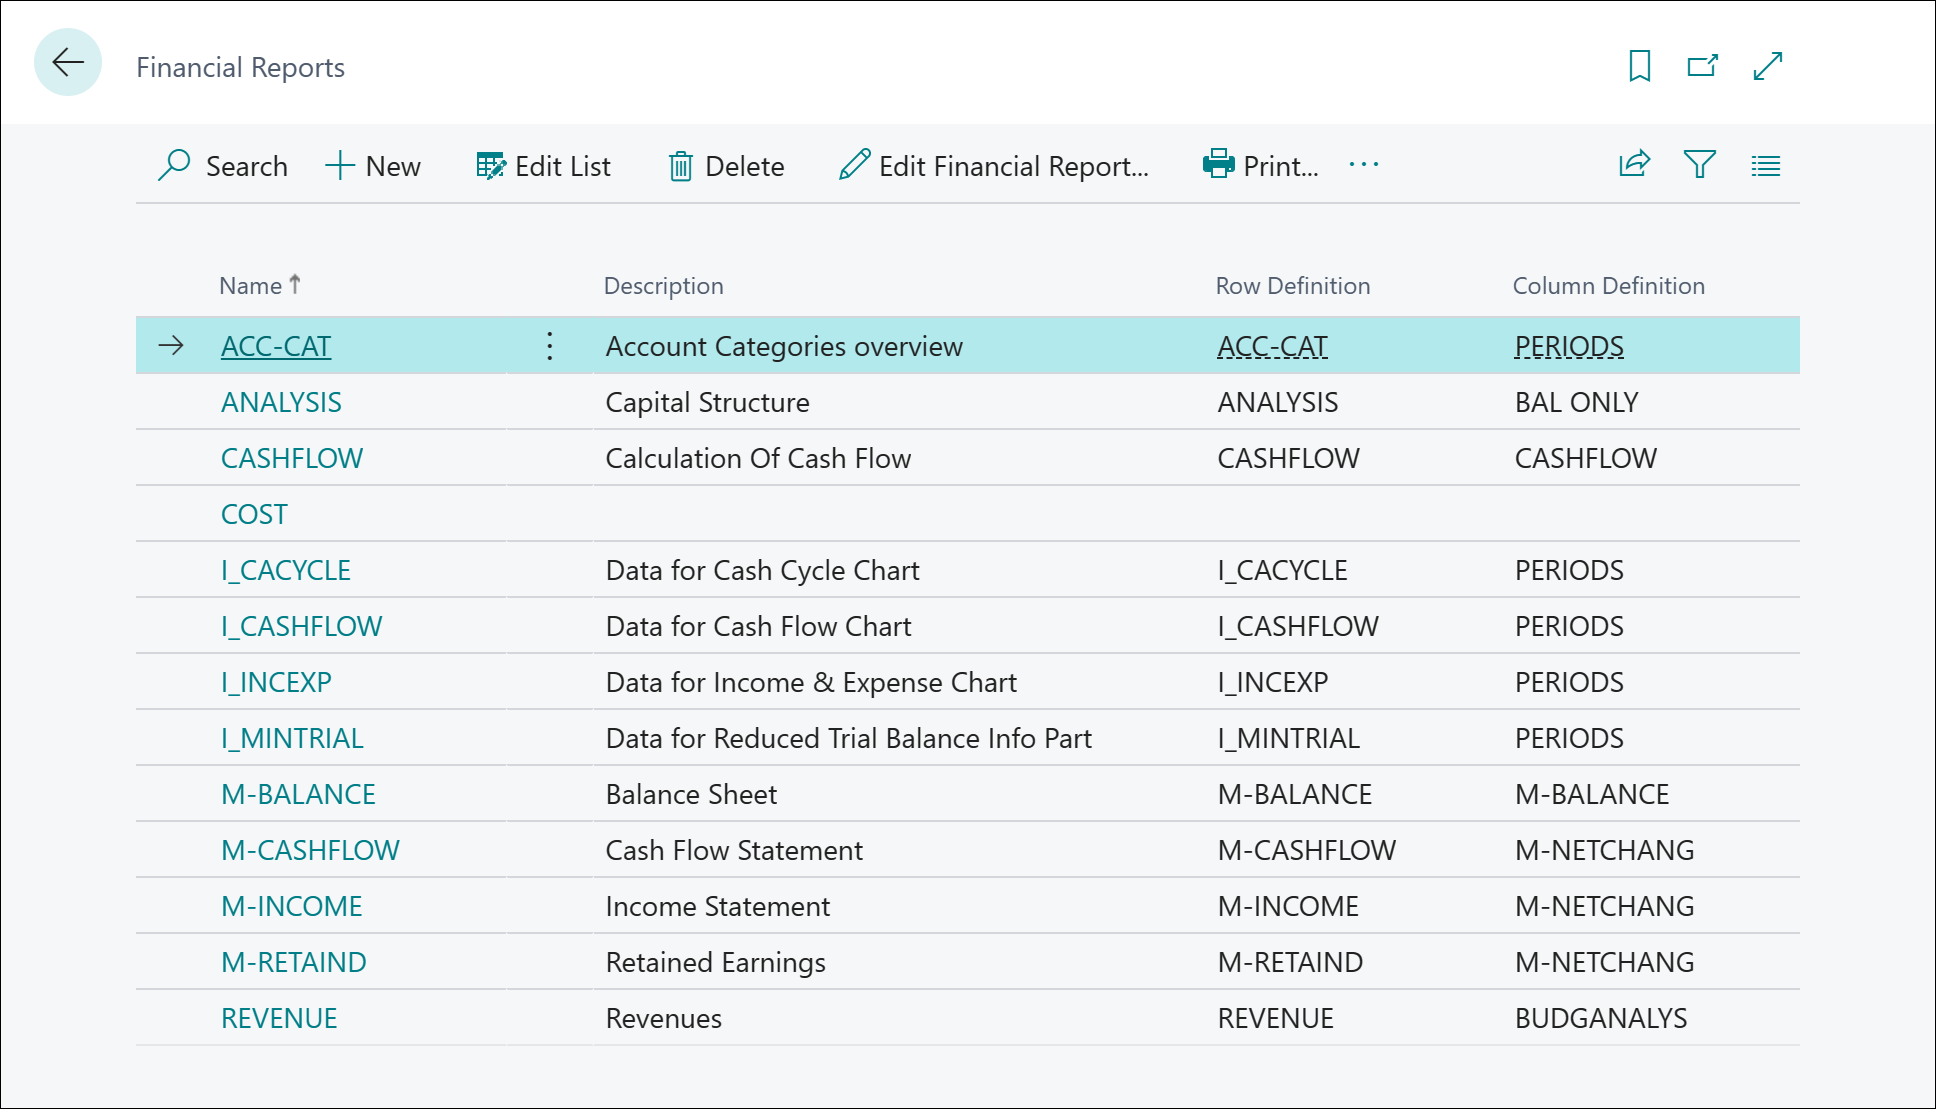 Financial Reports
Search New Edit List Delete Edit Financial Report... Print...
Name Description Row Definition Column Definition
ACC-CAT Account Categories overview ACC-CAT PERIODS
ANALYSIS Capital Structure ANALYSIS BAL ONLY
CASHFLOW Calculation Of Cash Flow CASHFLOW CASHFLOW
COST
I_CACYCLE Data for Cash Cycle Chart I_CACYCLE PERIODS
I_CASHFLOW Data for Cash Flow Chart I_CASHFLOW PERIODS
I_INCEXP Data for Income & Expense Chart I_INCEXP PERIODS
I_MINTRIAL Data for Reduced Trial Balance Info Part I_MINTRIAL PERIODS
M-BALANCE Balance Sheet M-BALANCE M-BALANCE
M-CASHFLOW Cash Flow Statement M-CASHFLOW M-NETCHANG
M-INCOME Income Statement M-INCOME M-NETCHANG
M-RETAIND Retained Earnings M-RETAIND M-NETCHANG
REVENUE Revenues REVENUE BUDGANALYS